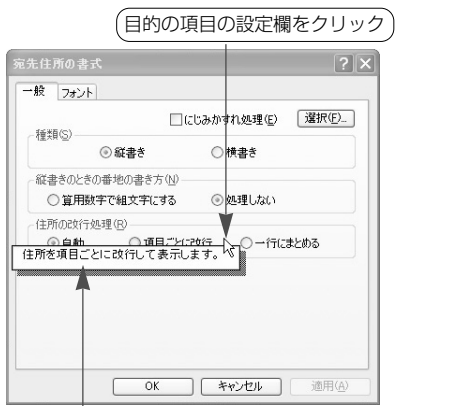 目的の項目の設定欄をクリック
宛先住所の書式
一般 フォント
にじみかすれ処理(E) 選択(F)...
種類(S)
縦書き 横書き
縦書きのときの番地の書き方(N)
算用数字で組文字にする 処理しない
住所の改行処理(R)
自動 項目ごとに改行 一行にまとめる
住所を項目ごとに改行して表示します。
OK キャンセル 適用(A)